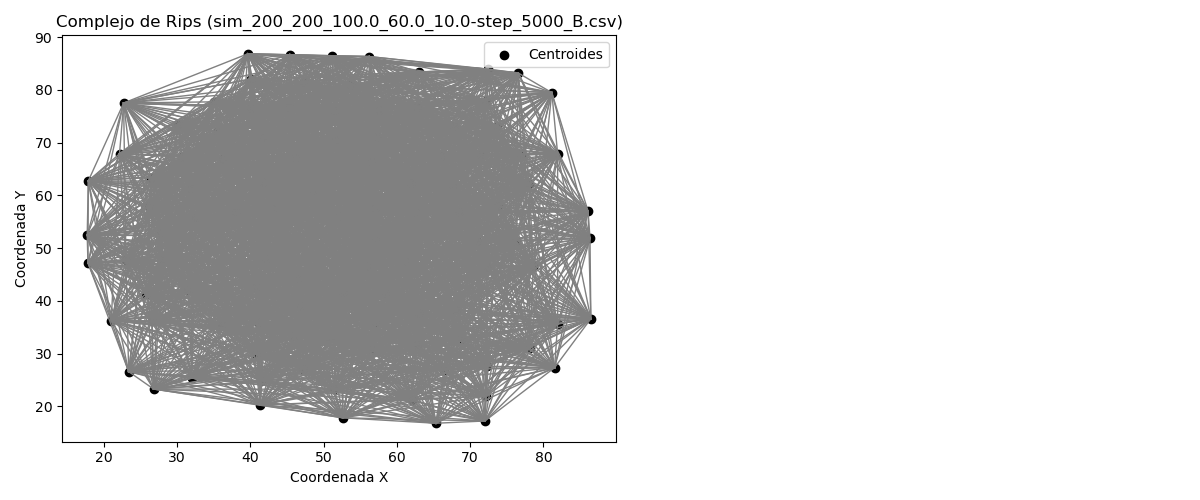 Complejo de Rips (sim_200_200_100.0_60.0_10.0-step_5000_B.csv)
Centroides
90
80
70
60
50
40
30
20
Coordenada Y
20 30 40 50 60 70 80
Coordenada X